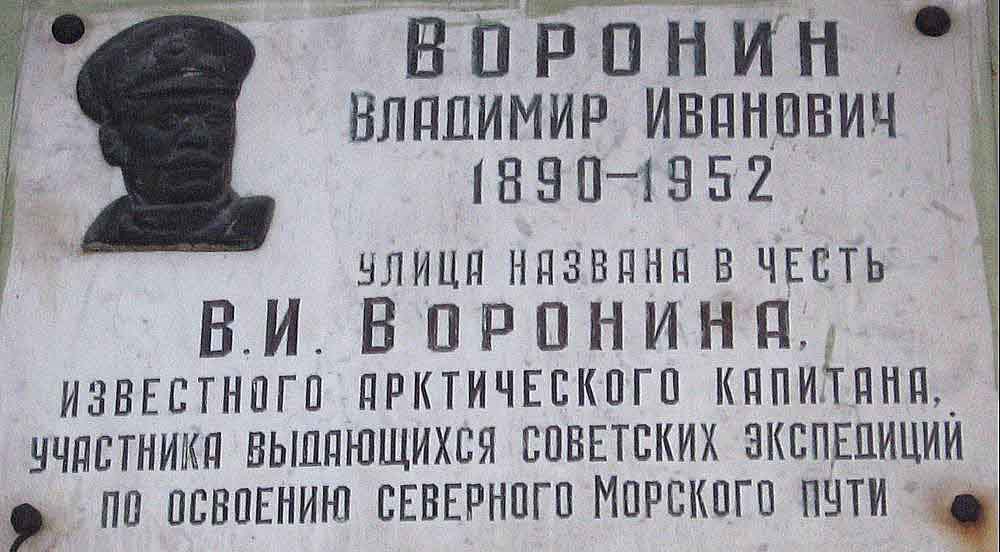 Воронин
Владимир Иванович
1890–1952
улица названа в честь
В.И. Воронина,
известного арктического капитана,
участника выдающихся советских экспедиций
по освоению северного Морского пути